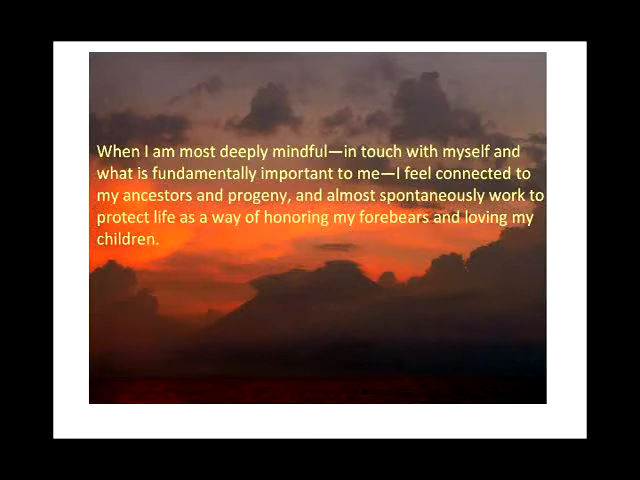 When I am most deeply mindful—in touch with myself and
what is fundamentally important to me—I feel connected to
my ancestors and progeny, and almost spontaneously work to
protect life as a way of honoring my forebears and loving my
children.